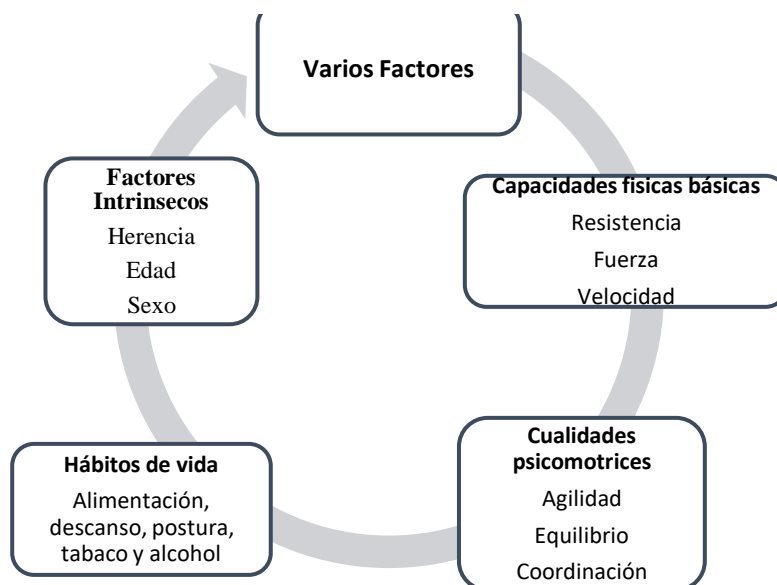 Varios Factores
Capacidades fisicas básicas
Resistencia
Fuerza
Velocidad
Cualidades
psicomotrices
Agilidad
Equilibrio
Coordinación
Hábitos de vida
Alimentación,
descanso, postura,
tabaco y alcohol
Factores
Intrinsecos
Herencia
Edad
Sexo